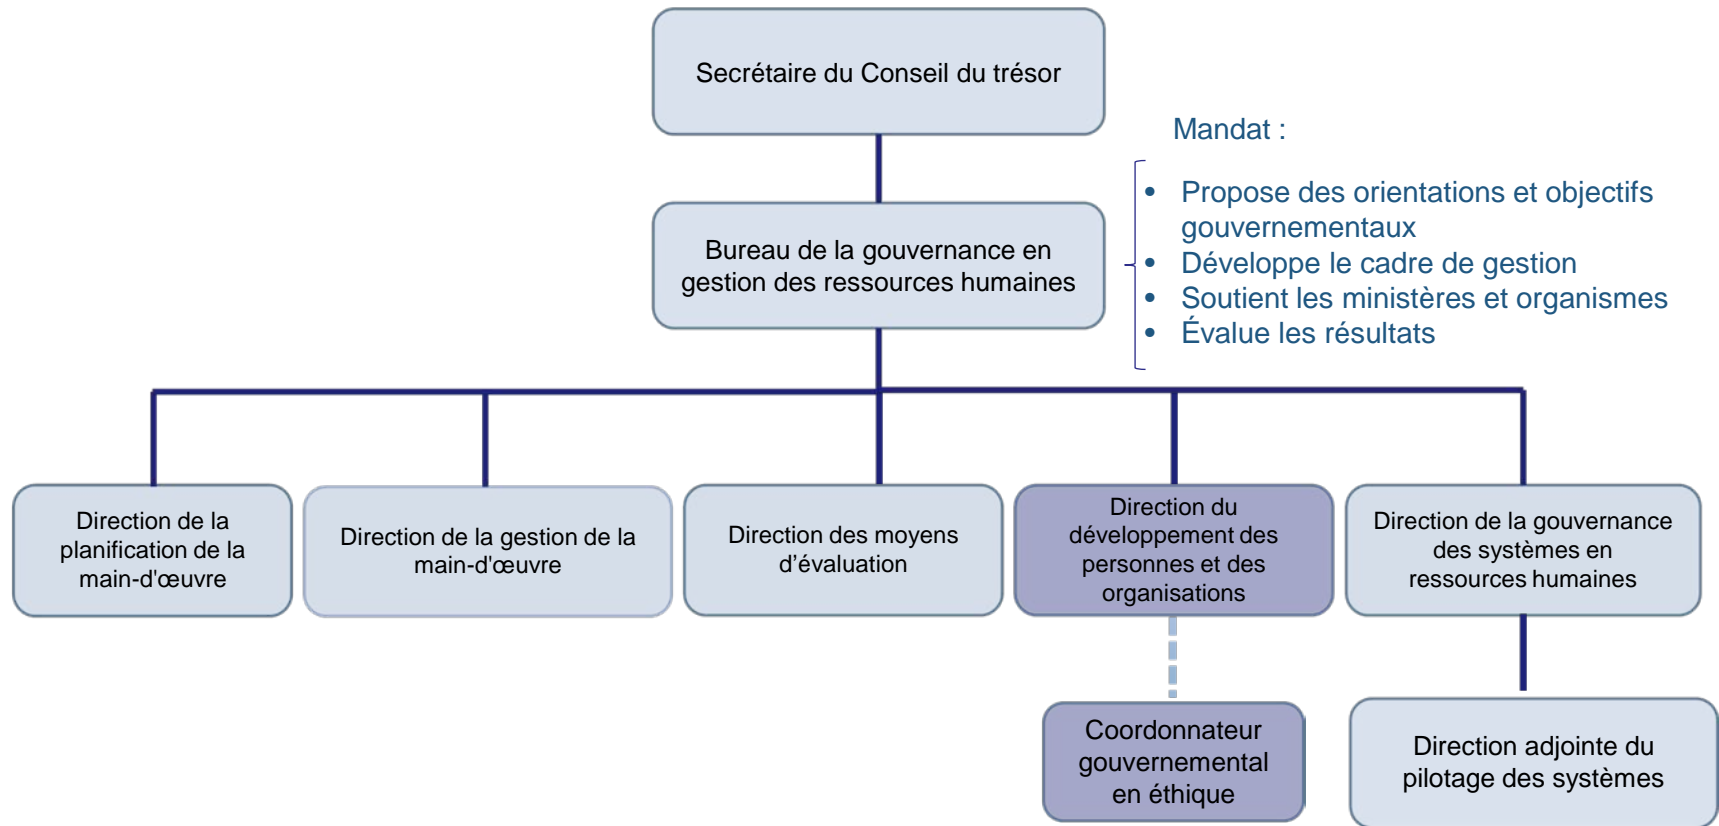 Secrétaire du Conseil du trésor
Mandat :
Bureau de la gouvernance en
gestion des ressources humaines
• Propose des orientations et objectifs
gouvernementaux
• Développe le cadre de gestion
• Soutient les ministères et organismes
• Évalue les résultats
Direction de la
planification de la
main-d'œuvre
Direction de la gestion de la
main-d'œuvre
Direction des moyens
d’évaluation
Direction du
développement des
personnes et des
organisations
Direction de la gouvernance
des systèmes en
ressources humaines
Coordonnateur
gouvernemental
en éthique
Direction adjointe du
pilotage des systèmes